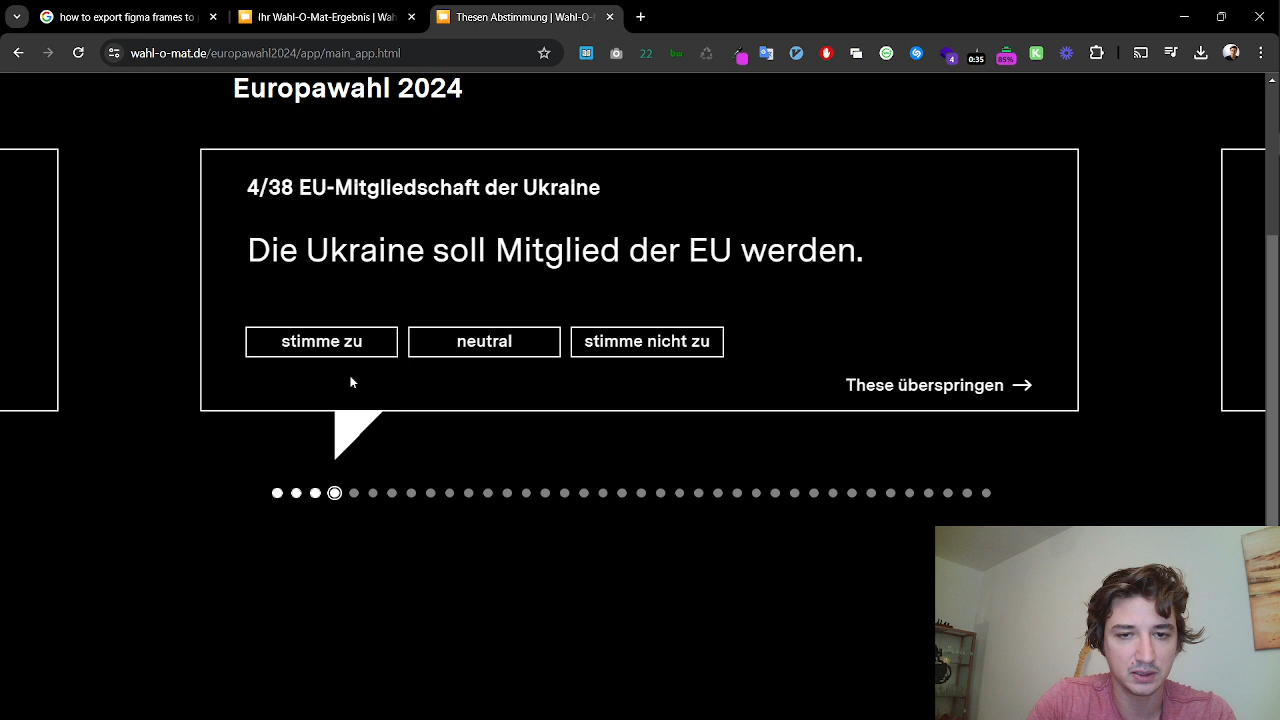 how to export figma frames to
Ihr Wahl-O-Mat-Ergebnis | Wah
Thesen Abstimmung | Wahl-O-
wahl-o-mat.de/europawahl2024/app/main_app.html
22
4
0:35
85%
Europawahl 2024
4/38 EU-Mitgliedschaft der Ukraine
Die Ukraine soll Mitglied der EU werden.
stimme zu
neutral
stimme nicht zu
These überspringen